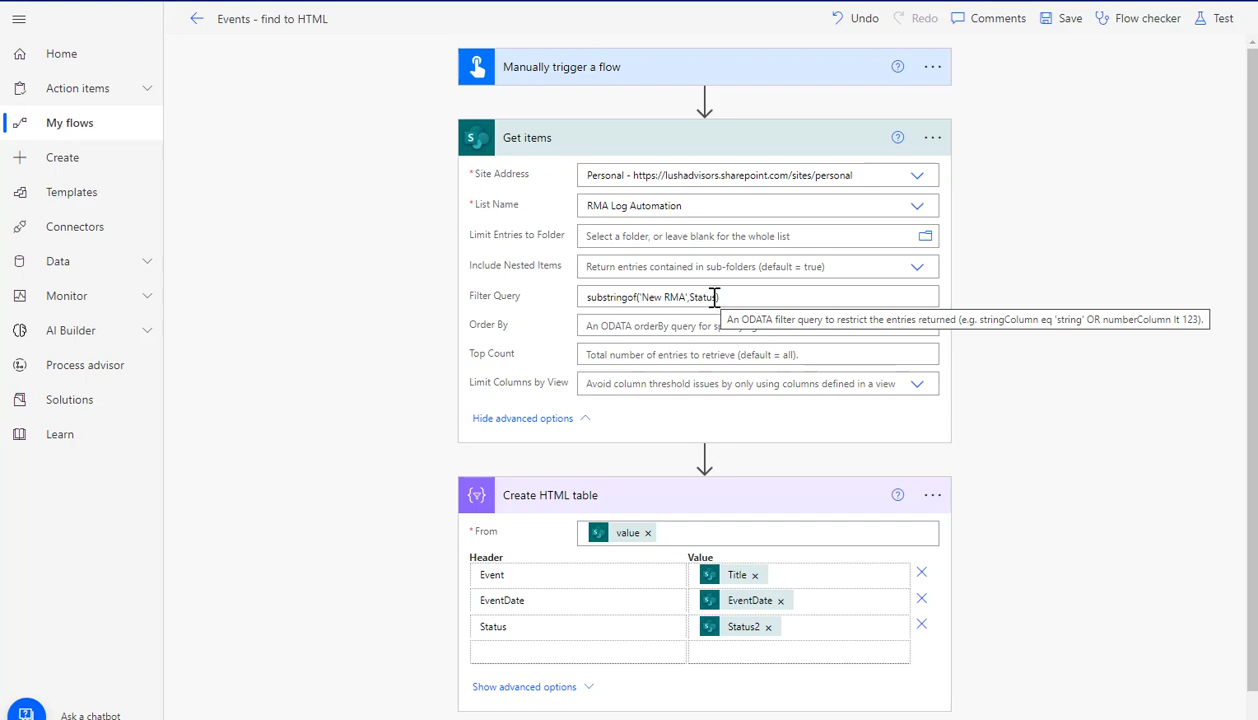 Events - find to HTML
Undo
Redo
Comments
Save
Flow checker
Test
Home
Action items
My flows
Create
Templates
Connectors
Data
Monitor
AI Builder
Process advisor
Solutions
Learn
Ask a chatbot
Manually trigger a flow
S
Get items
* Site Address
Personal - https://lushadvisors.sharepoint.com/sites/personal
* List Name
RMA Log Automation
Limit Entries to Folder
Select a folder, or leave blank for the whole list
Include Nested Items
Return entries contained in sub-folders (default = true)
Filter Query
substringof('New RMA',Status)
An ODATA filter query to restrict the entries returned (e.g. stringColumn eq 'string' OR numberColumn lt 123).
Order By
An ODATA orderBy query for
Top Count
Total number of entries to retrieve (default = all).
Limit Columns by View
Avoid column threshold issues by only using columns defined in a view
Hide advanced options
Create HTML table
* From
value
Header Value
Event Title
EventDate EventDate
Status Status2
Show advanced options